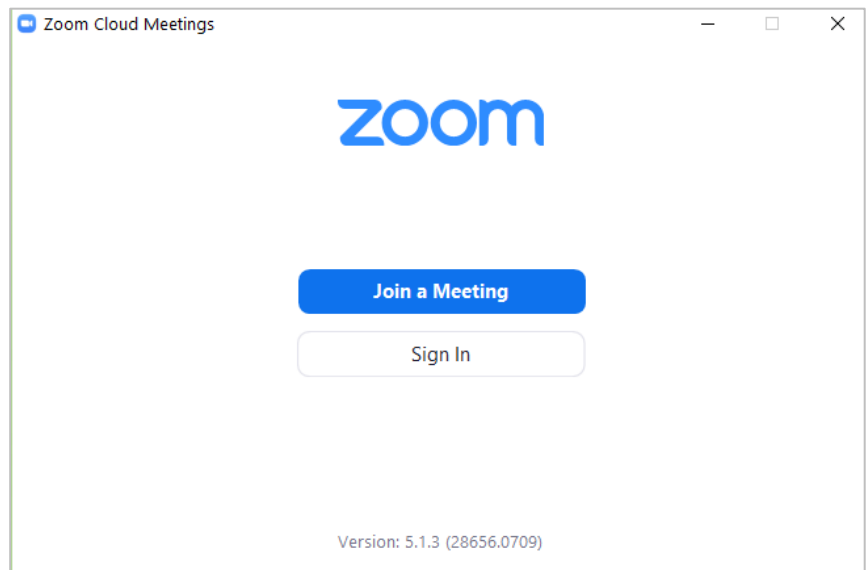 Zoom Cloud Meetings
zoom
Join a Meeting
Sign In
Version: 5.1.3 (28656.0709)